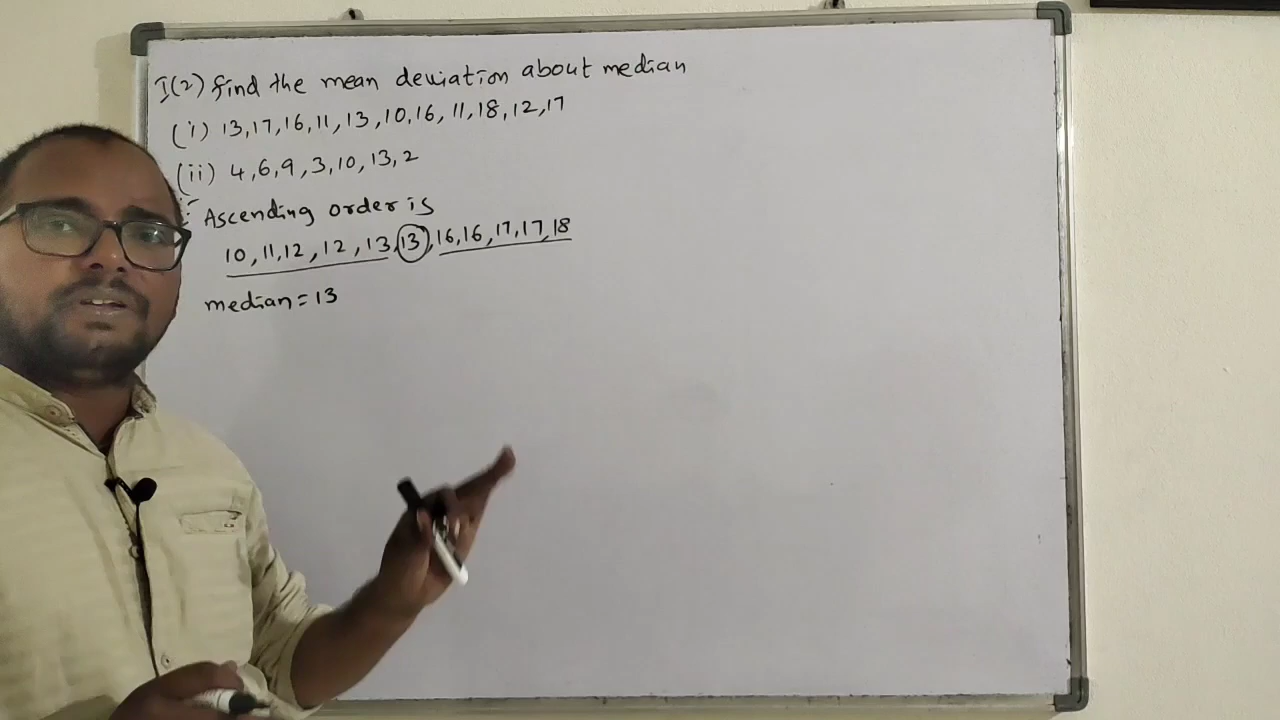 I(2) find the mean deviation about median
(i) 13,17,16,11,13,10,16,11,18,12,17
(ii) 4,6,9,3,10,13,2
Ascending order is
10,11,12,12,13,13,16,16,17,17,18
median=13